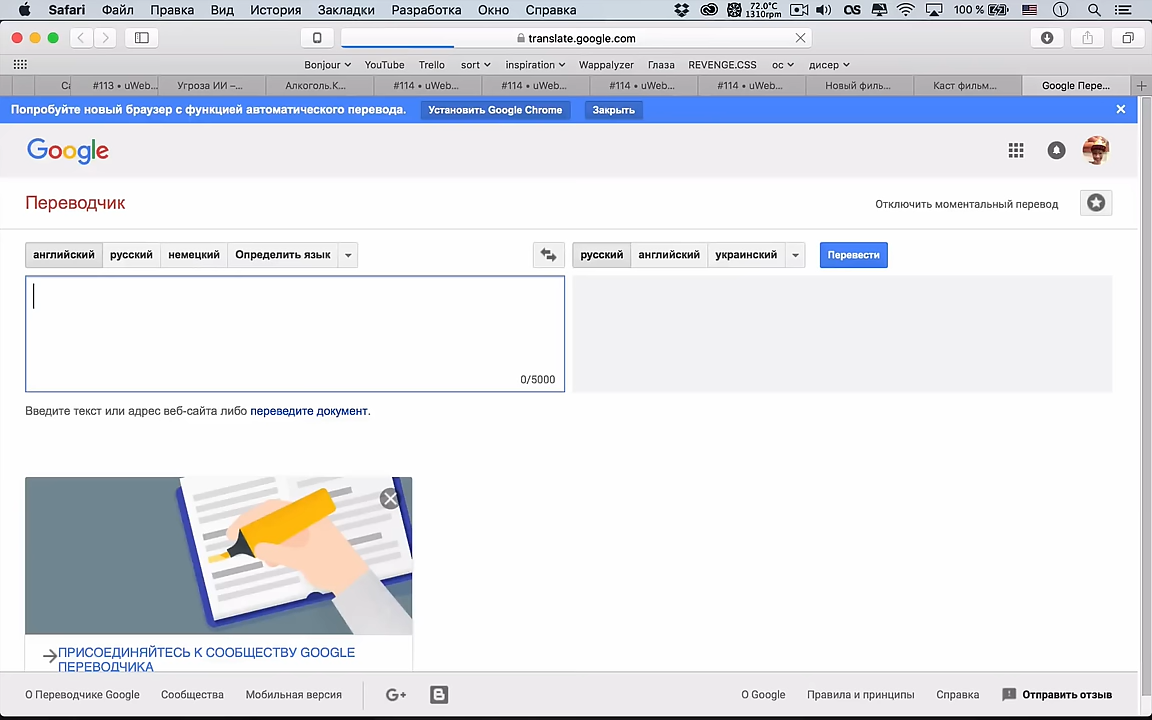 Safari Файл Правка Вид История Закладки Разработка Окно Справка 72.0°C 1310rpm 100 %
translate.google.com
Bonjour YouTube Trello sort inspiration Wappalyzer Глаза REVENGE.CSS ос дисер
Са #113 • uWeb... Угроза ИИ –... Алкоголь.К... #114 • uWeb... #114 • uWeb... #114 • uWeb... #114 • uWeb... Новый филь... Каст фильм... Google Пере...
Попробуйте новый браузер с функцией автоматического перевода. Установить Google Chrome Закрыть
Google
Переводчик Отключить моментальный перевод
английский русский немецкий Определить язык русский английский украинский Перевести
0/5000
Введите текст или адрес веб-сайта либо переведите документ.
ПРИСОЕДИНЯЙТЕСЬ К СООБЩЕСТВУ GOOGLE
ПЕРЕВОДЧИКА
О Переводчике Google Сообщества Мобильная версия G+ B О Google Правила и принципы Справка Отправить отзыв